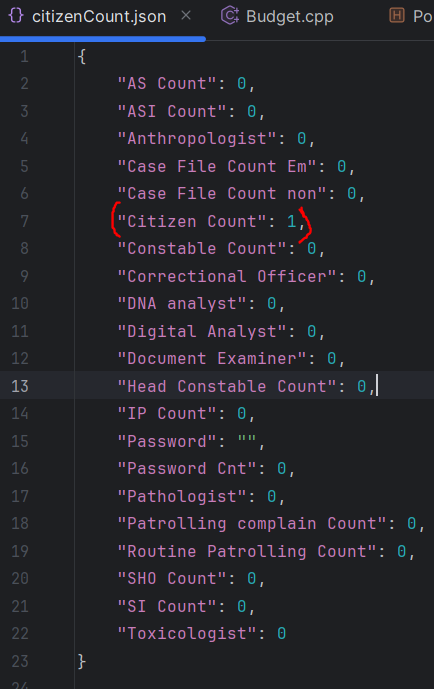 citizenCount.json × Budget.cpp H Po
1 {
2 "AS Count": 0,
3 "ASI Count": 0,
4 "Anthropologist": 0,
5 "Case File Count Em": 0,
6 "Case File Count non": 0,
7 "Citizen Count": 1,
8 "Constable Count": 0,
9 "Correctional Officer": 0,
10 "DNA analyst": 0,
11 "Digital Analyst": 0,
12 "Document Examiner": 0,
13 "Head Constable Count": 0,
14 "IP Count": 0,
15 "Password": "",
16 "Password Cnt": 0,
17 "Pathologist": 0,
18 "Patrolling complain Count": 0,
19 "Routine Patrolling Count": 0,
20 "SHO Count": 0,
21 "SI Count": 0,
22 "Toxicologist": 0
23 }
24